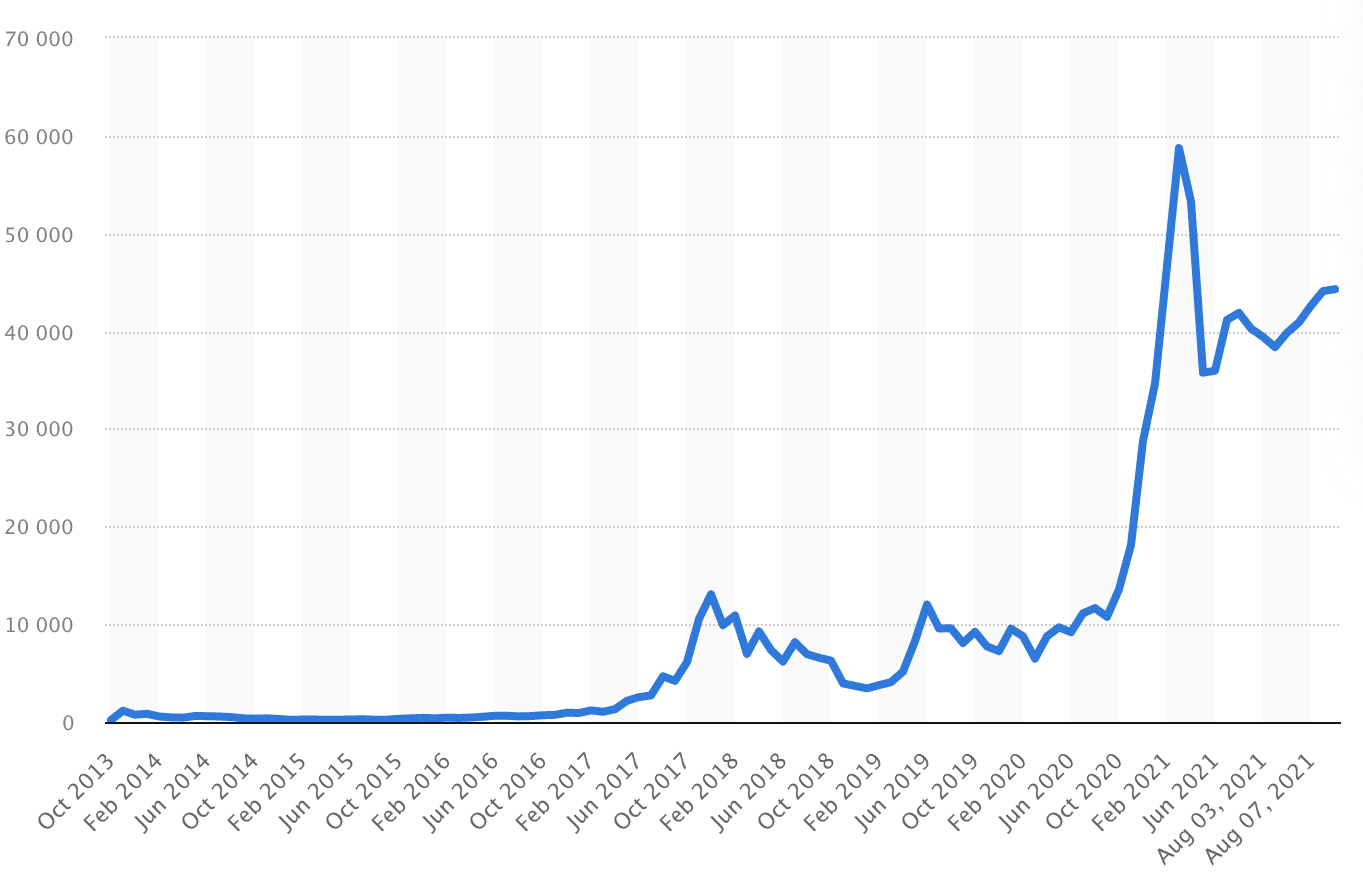 70 000
60 000
50 000
40 000
30 000
20 000
10 000
0
Oct 2013
Feb 2014
Jun 2014
Oct 2014
Feb 2015
Jun 2015
Oct 2015
Feb 2016
Jun 2016
Oct 2016
Feb 2017
Jun 2017
Oct 2017
Feb 2018
Jun 2018
Oct 2018
Feb 2019
Jun 2019
Oct 2019
Feb 2020
Jun 2020
Oct 2020
Feb 2021
Jun 2021
Aug 03, 2021
Aug 07, 2021